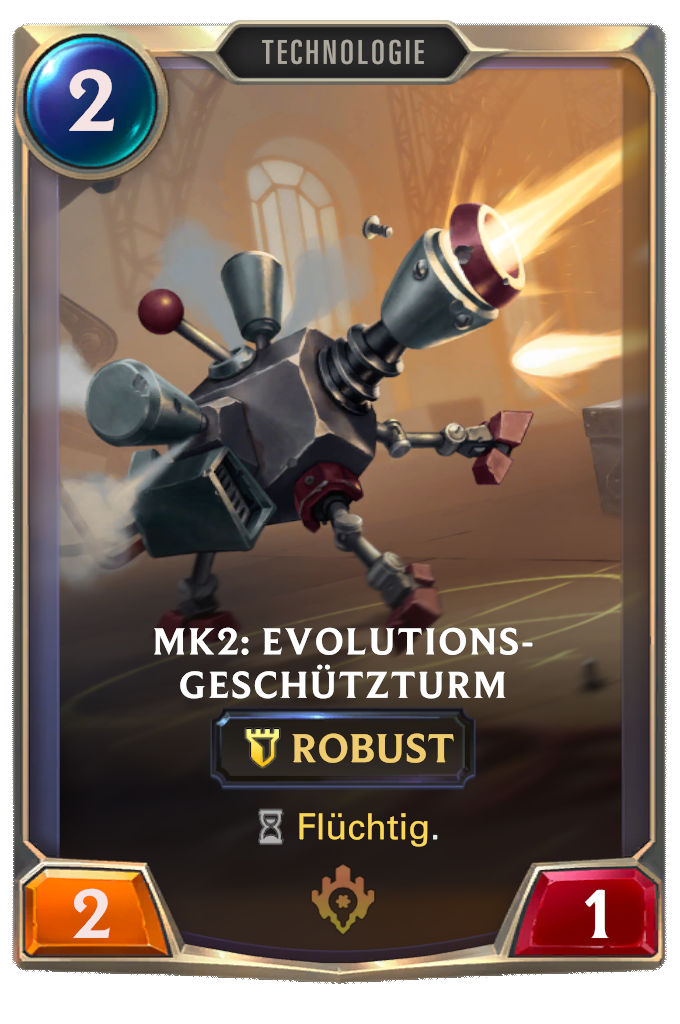 TECHNOLOGIE
2
MK2: EVOLUTIONS-
GESCHÜTZTURM
ROBUST
Flüchtig.
2
1